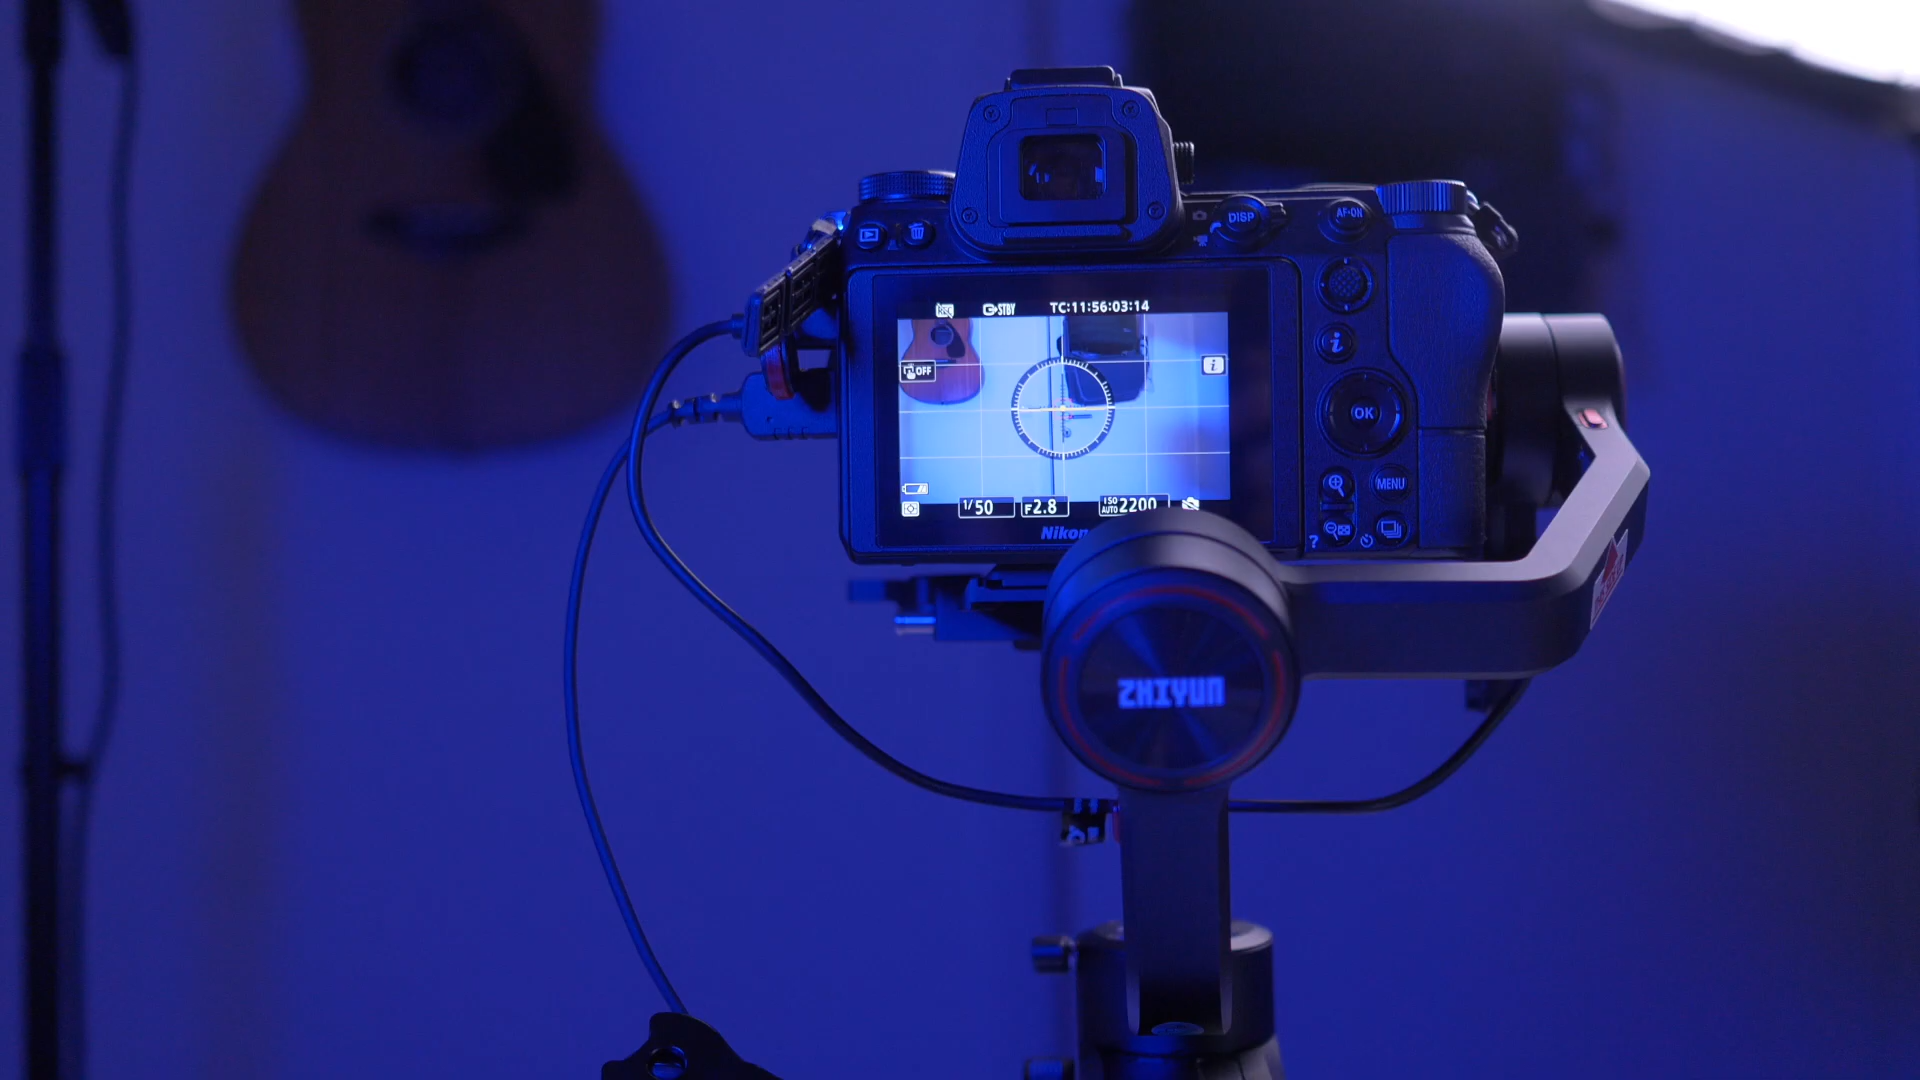 DISP
AF-ON
REC
STBY
TC:11:56:03:14
i
OFF
i
OK
MENU
1/50
F2.8
ISO
AUTO 2200
Nikon
?
ZHIYUN